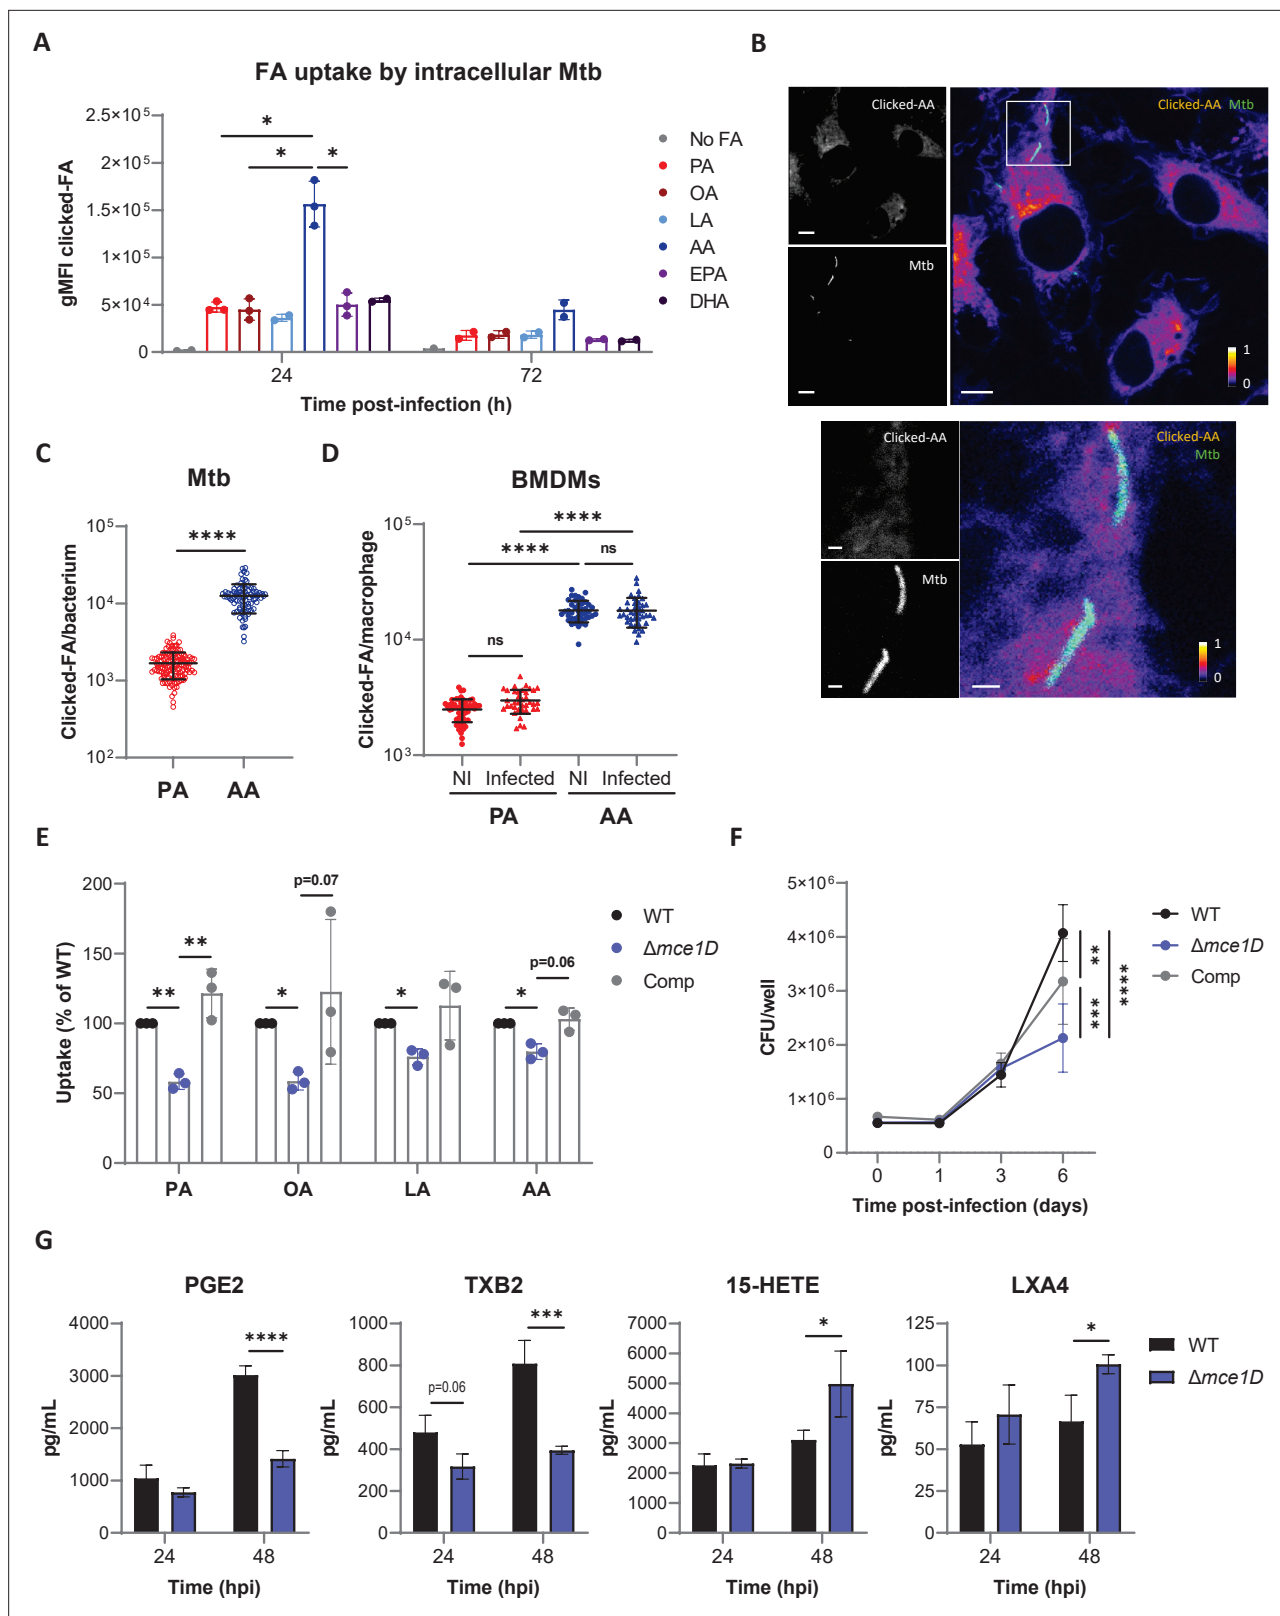 A
FA uptake by intracellular Mtb
gMFI clicked-FA
2.5×10⁵
2×10⁵
1.5×10⁵
1×10⁵
5×10⁴
0
*
*
*
24
72
Time post-infection (h)
No FA
PA
OA
LA
AA
EPA
DHA
B
Clicked-AA
Mtb
Clicked-AA Mtb
1
0
Clicked-AA
Mtb
Clicked-AA
Mtb
1
0
C
Mtb
Clicked-FA/bacterium
10⁵
10⁴
10³
10²
****
PA
AA
D
BMDMs
Clicked-FA/macrophage
10⁵
10⁴
10³
****
****
ns
ns
NI
Infected
NI
Infected
PA
AA
E
Uptake (% of WT)
200
150
100
50
0
**
**
*
p=0.07
*
*
p=0.06
PA
OA
LA
AA
WT
Δmce1D
Comp
F
CFU/well
5×10⁶
4×10⁶
3×10⁶
2×10⁶
1×10⁶
0
0
1
3
6
Time post-infection (days)
**
***
****
WT
Δmce1D
Comp
G
PGE2
pg/mL
4000
3000
2000
1000
0
****
24
48
Time (hpi)
TXB2
pg/mL
1000
800
600
400
200
0
p=0.06
***
24
48
Time (hpi)
15-HETE
pg/mL
7000
6000
5000
4000
3000
2000
1000
0
*
24
48
Time (hpi)
LXA4
pg/mL
125
100
75
50
25
0
*
24
48
Time (hpi)
WT
Δmce1D